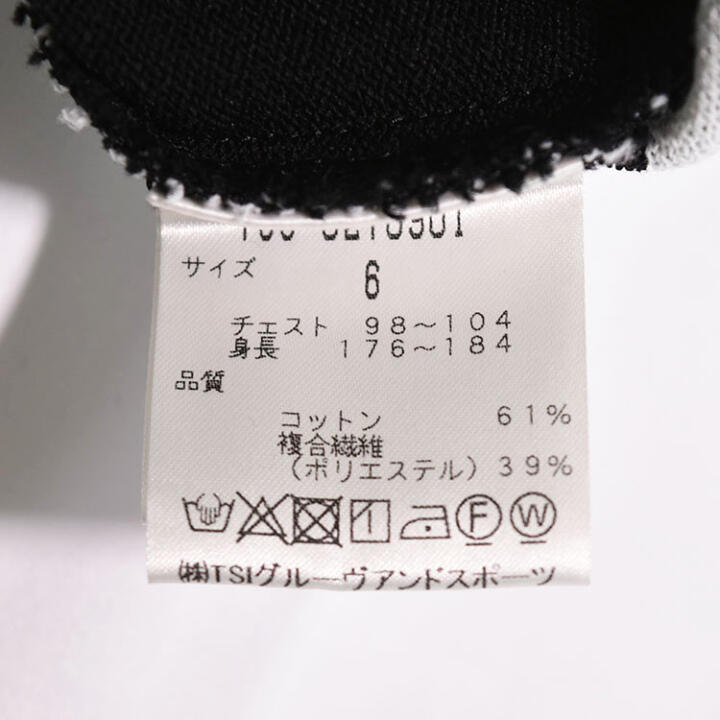 サイズ 6
チェスト 98～104
身長 176～184
品質
コットン 61%
複合繊維
（ポリエステル） 39%
F W
㈱TSIグルーヴアンドスポーツ